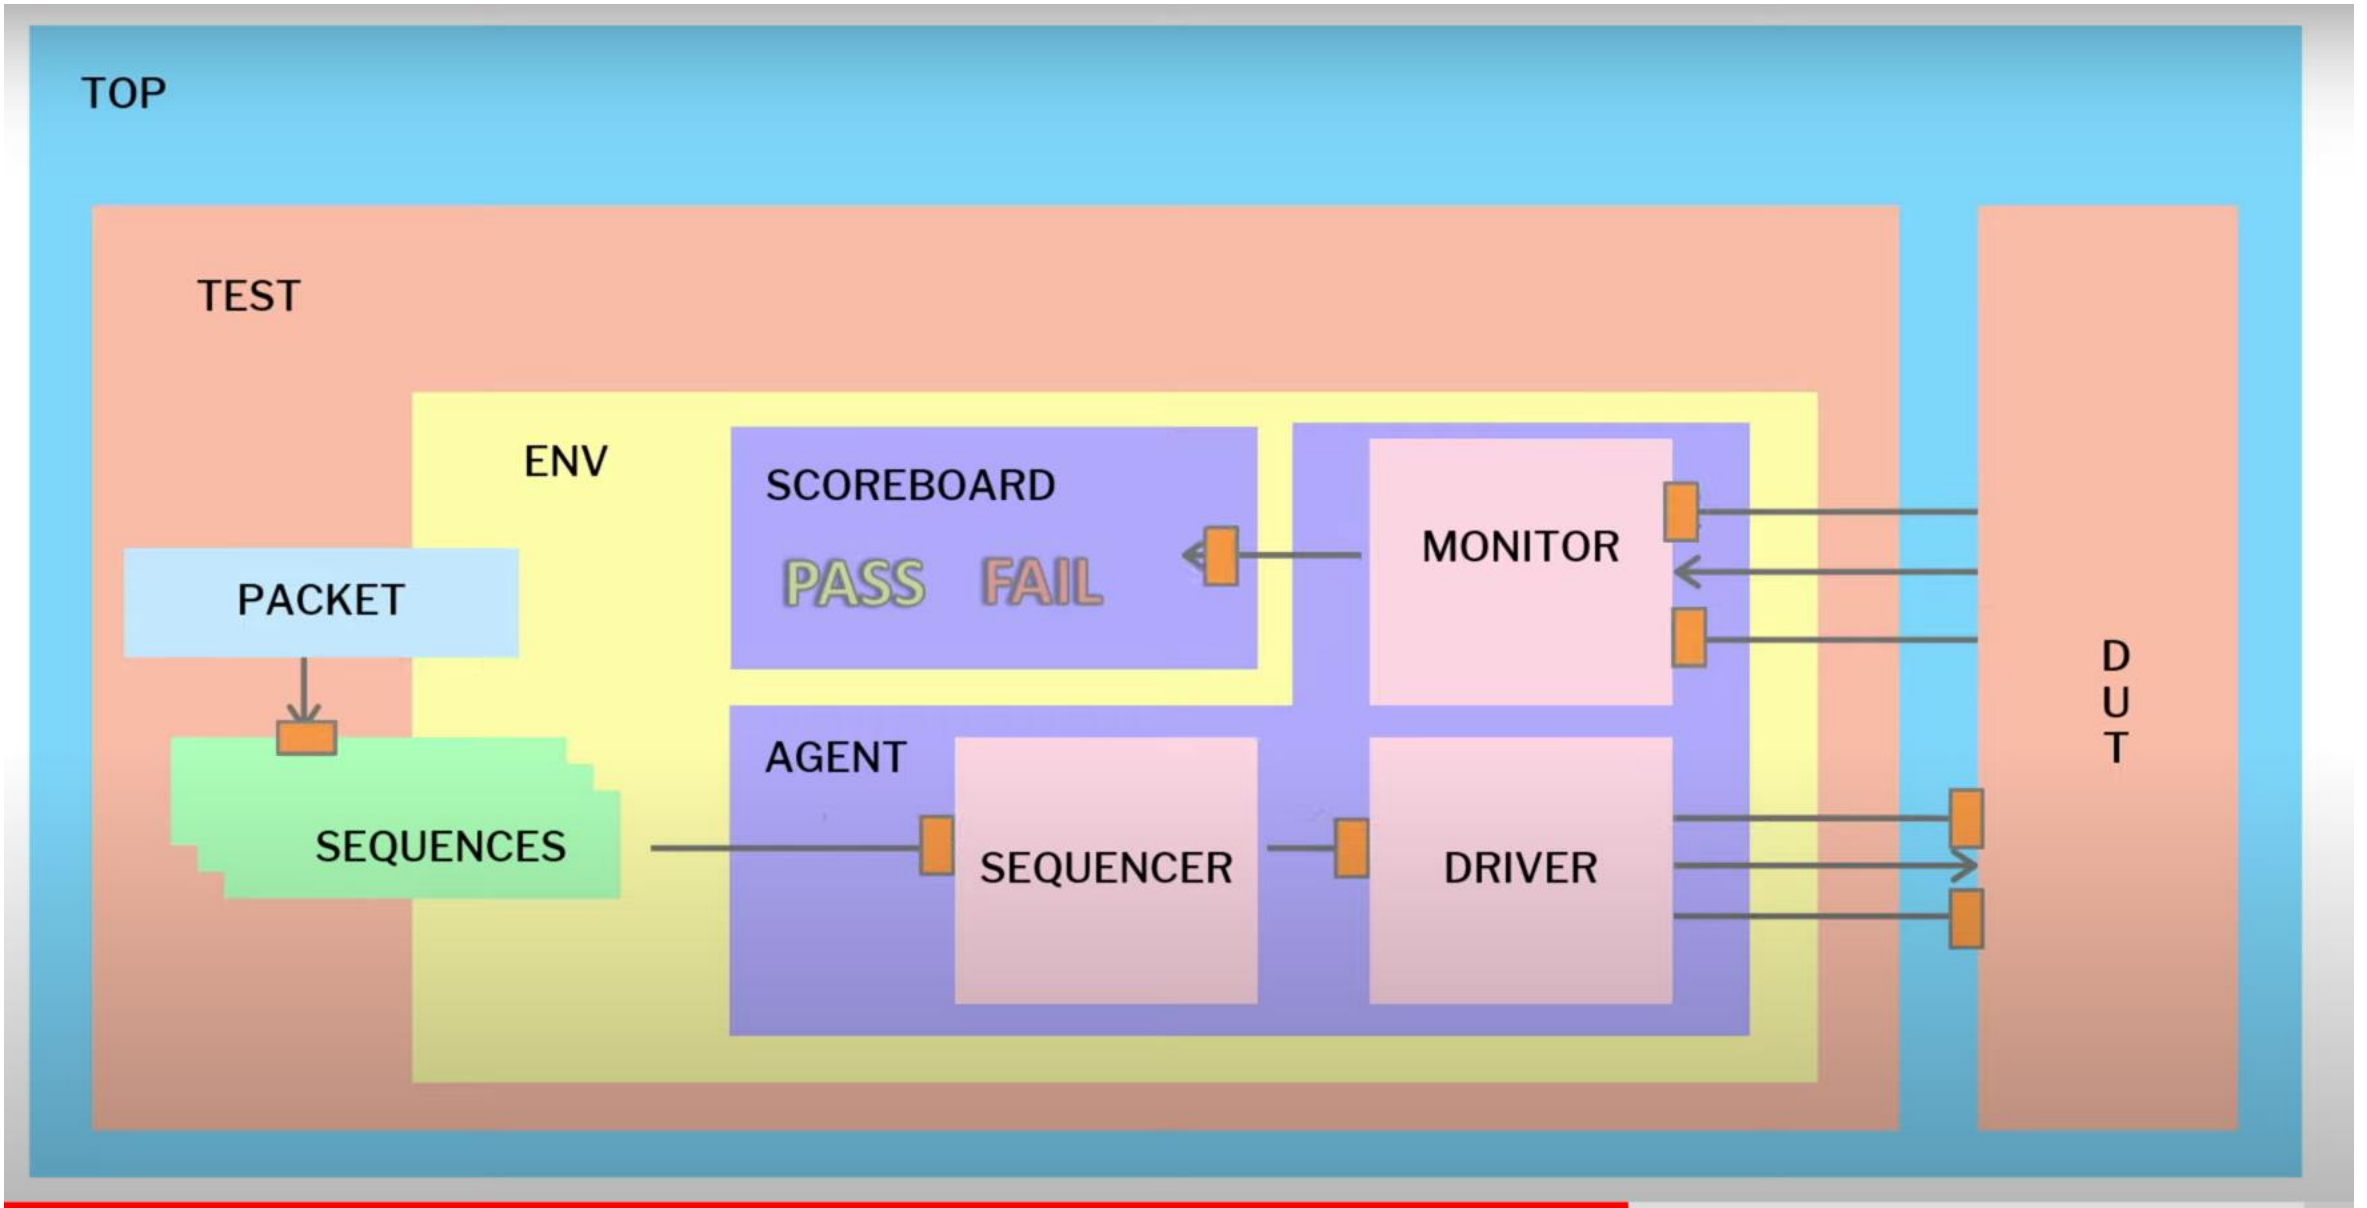 TOP
TEST
ENV
SCOREBOARD
PASS FAIL
MONITOR
PACKET
D
U
T
AGENT
SEQUENCES
SEQUENCER
DRIVER